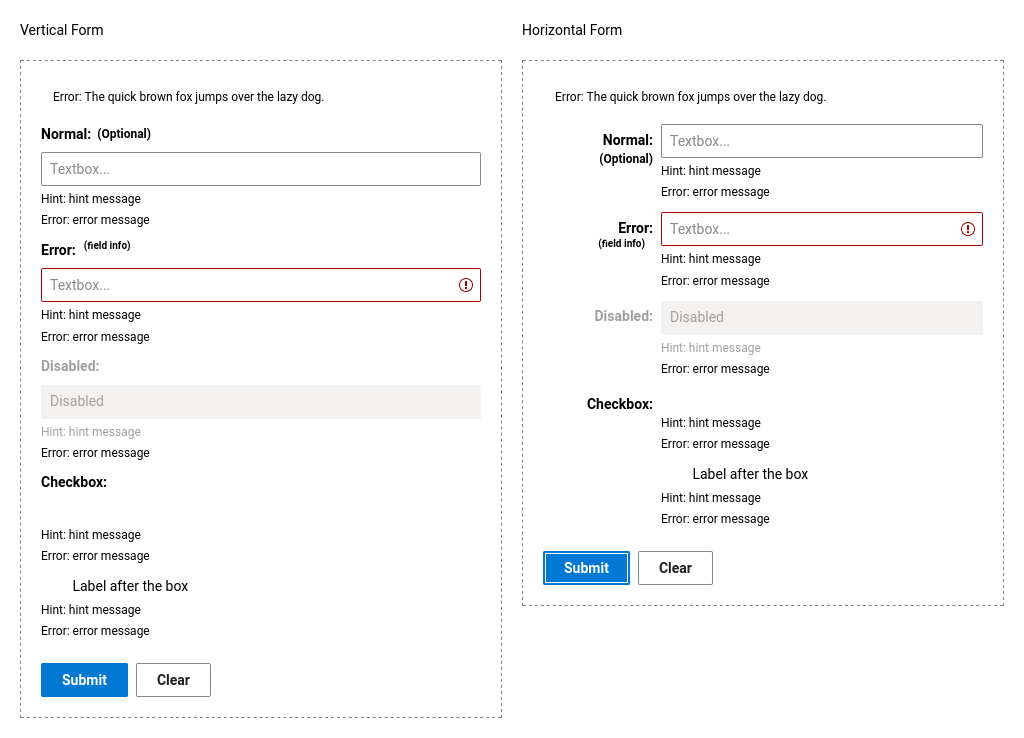 Vertical Form
Error: The quick brown fox jumps over the lazy dog.
Normal: (Optional)
Textbox...
Hint: hint message
Error: error message
Error: (field info)
Textbox...
Hint: hint message
Error: error message
Disabled:
Disabled
Hint: hint message
Error: error message
Checkbox:
Hint: hint message
Error: error message
Label after the box
Hint: hint message
Error: error message
Submit Clear
Horizontal Form
Error: The quick brown fox jumps over the lazy dog.
Normal: Textbox...
(Optional)
Hint: hint message
Error: error message
Error: Textbox...
(field info)
Hint: hint message
Error: error message
Disabled: Disabled
Hint: hint message
Error: error message
Checkbox:
Hint: hint message
Error: error message
Label after the box
Hint: hint message
Error: error message
Submit Clear